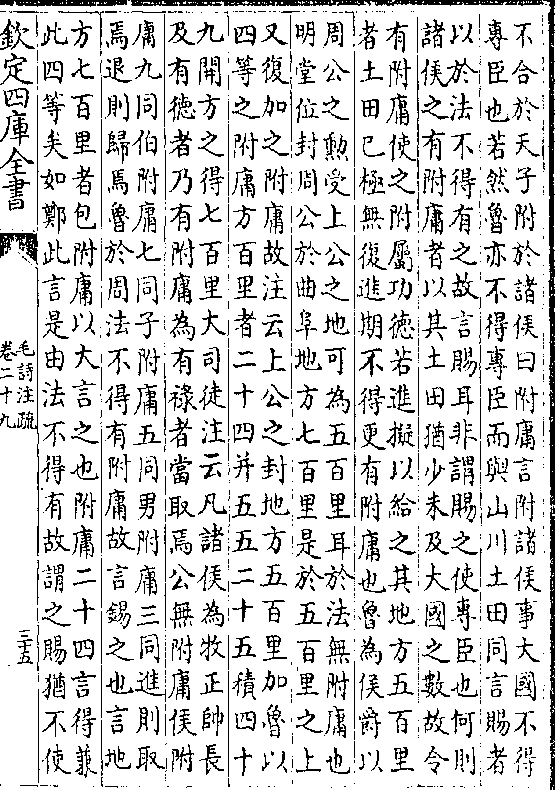 不合於天子附於諸侯曰附庸言附諸侯事大國不得
專臣也若然魯亦不得專臣而與山川土田同言賜者
以於法不得有之故言賜耳非謂賜之使專臣也何則
諸侯之有附庸者以其土田猶少未及大國之數故令
有附庸使之附屬功德若進擬以給之其地方五百里
者土田已極無復進期不得更有附庸也魯為侯爵以
周公之勲受上公之地可為五百里耳於法無附庸也
明堂位封周公於曲阜地方七百里是於五百里之上
又復加之附庸故注云上公之封地方五百里加魯以
四等之附庸方百里者二十四并五五二十五積四十
九開方之得七百里大司徒注云凡諸侯為牧正帥長
及有德者乃有附庸為有祿者當取焉公無附庸侯附
庸九同伯附庸七同子附庸五同男附庸三同進則取
焉退則歸焉魯於周法不得有附庸故言錫之也言地
方七百里者包附庸以大言之也附庸二十四言得兼
此四等矣如鄭此言是由法不得有故謂之賜猶不使
欽定四庫全書
毛詩注疏
卷二十九
三十五